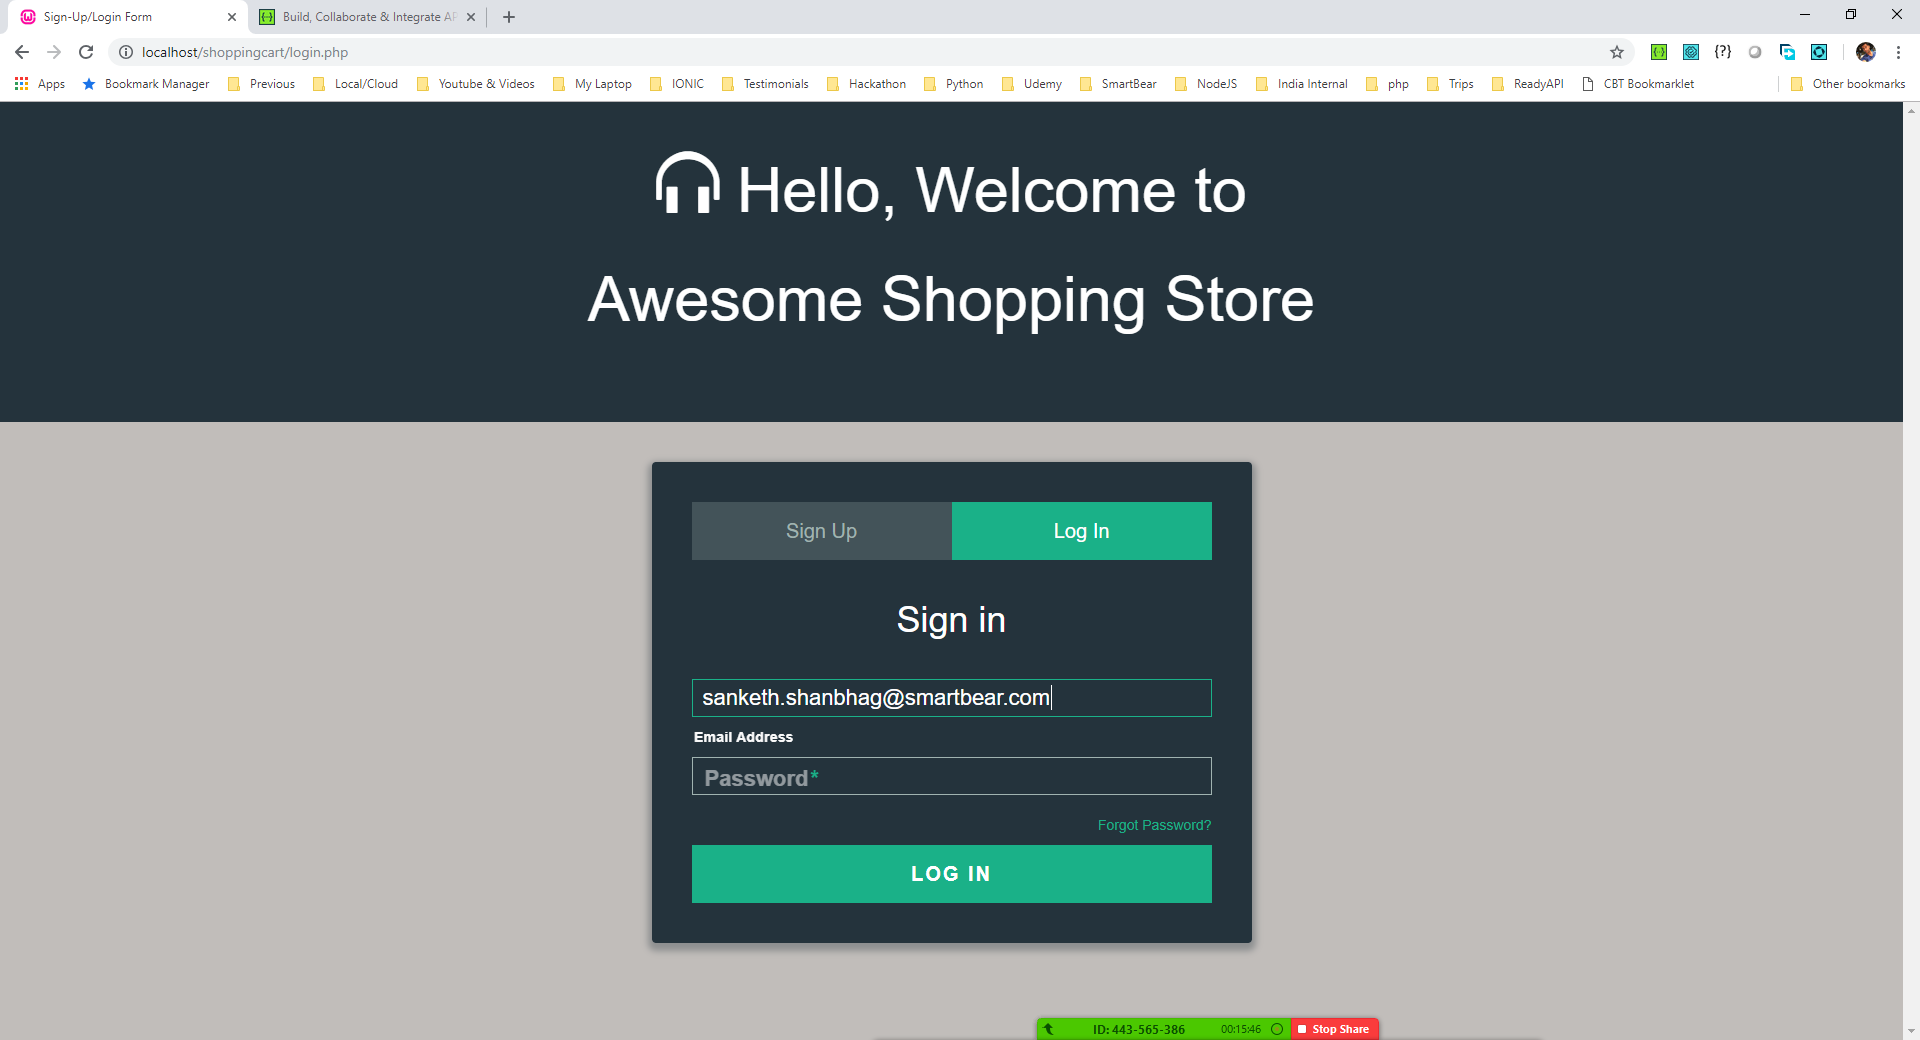 Sign-Up/Login Form
Build, Collaborate & Integrate AP
localhost/shoppingcart/login.php
Apps Bookmark Manager Previous Local/Cloud Youtube & Videos My Laptop IONIC Testimonials Hackathon Python Udemy SmartBear NodeJS India Internal php Trips ReadyAPI CBT Bookmarklet Other bookmarks
Hello, Welcome to
Awesome Shopping Store
Sign Up Log In
Sign in
sanketh.shanbhag@smartbear.com
Email Address
Password*
Forgot Password?
LOG IN
ID: 443-565-386 00:15:46 Stop Share